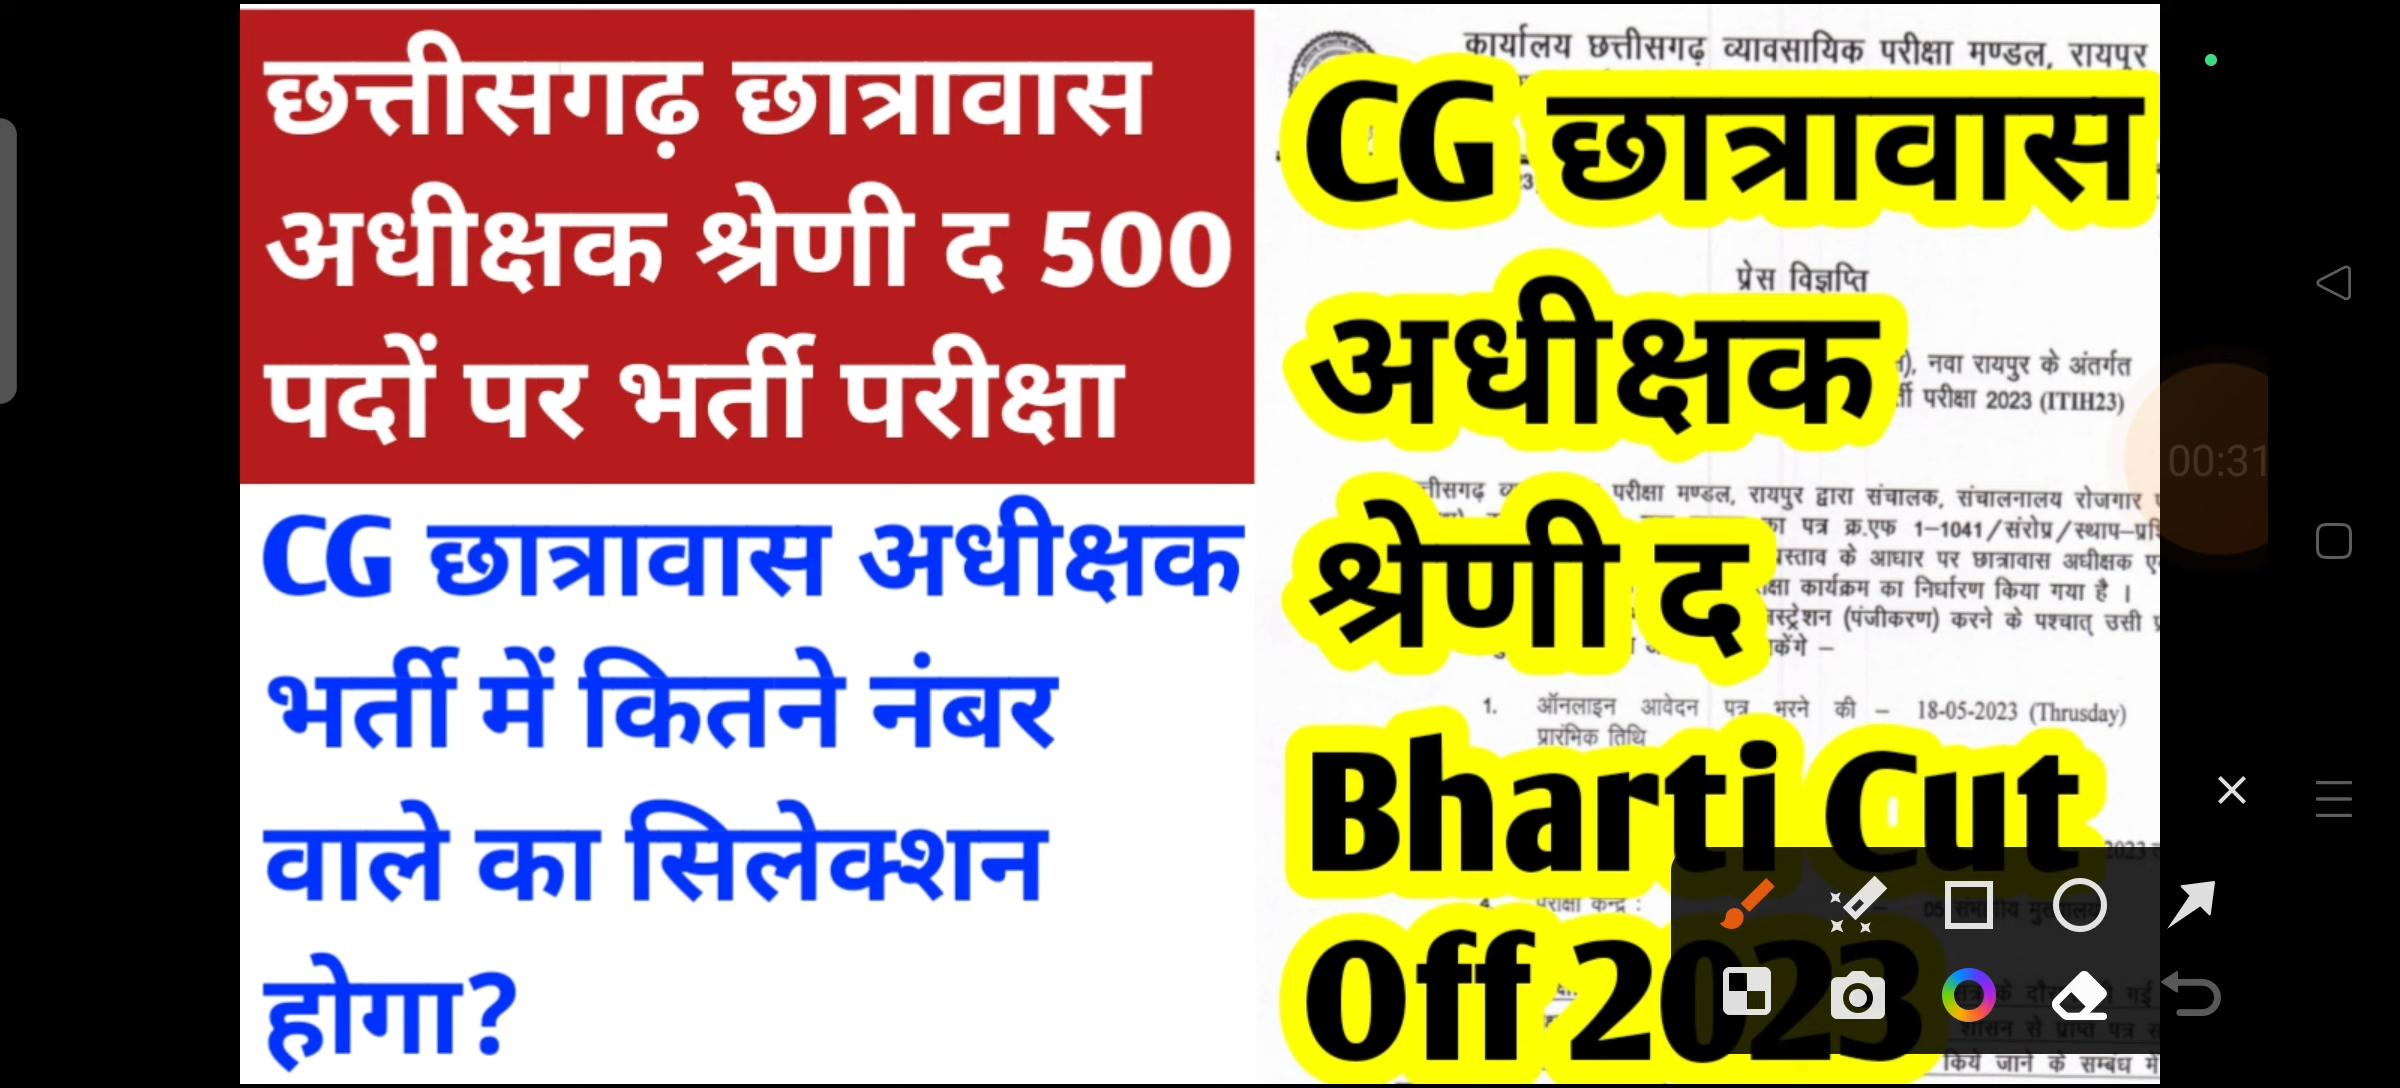 छत्तीसगढ़ छात्रावास
अधीक्षक श्रेणी द 500
पदों पर भर्ती परीक्षा
CG छात्रावास अधीक्षक
भर्ती में कितने नंबर
वाले का सिलेक्शन
होगा?
कार्यालय छत्तीसगढ़ व्यावसायिक परीक्षा मण्डल, रायपुर
CG छात्रावास
प्रेस विज्ञप्ति
अधीक्षक
नवा रायपुर के अंतर्गत
परीक्षा 2023 (ITIH23)
श्रेणी द
परीक्षा मण्डल, रायपुर द्वारा संचालक, संचालनालय रोजगार
का पत्र क्र.एफ 1–1041/संरोप्र/स्थाप–
के आधार पर छात्रावास अधीक्षक
कार्यक्रम का निर्धारण किया गया है ।
(पंजीकरण) करने के पश्चात् उसी
1. ऑनलाइन आवेदन पत्र भरने की – 18-05-2023 (Thrusday)
प्रारंभिक तिथि
Bharti Cut
4. परीक्षा केन्द्र :
Off 2023
शासन से प्राप्त पत्र
किये जाने के सम्बंध में
00:31